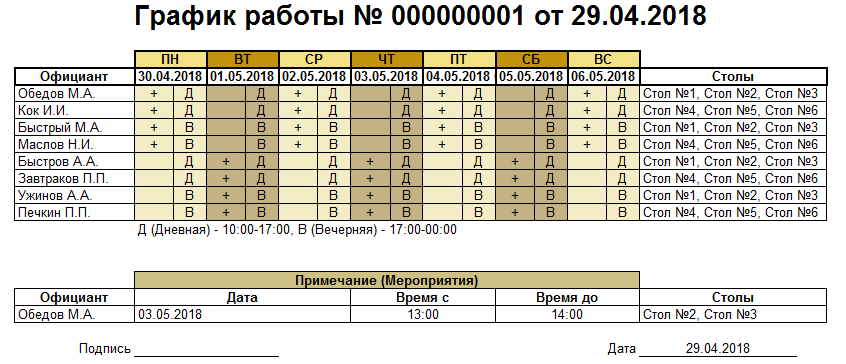 График работы № 000000001 от 29.04.2018
ПН ВТ СР ЧТ ПТ СБ ВС
Официант 30.04.2018 01.05.2018 02.05.2018 03.05.2018 04.05.2018 05.05.2018 06.05.2018 Столы
Обедов М.А. + Д Д + Д Д + Д Д + Д Стол №1, Стол №2, Стол №3
Кок И.И. + Д Д + Д Д + Д Д + Д Стол №4, Стол №5, Стол №6
Быстрый М.А. + В В + В В + В В + В Стол №1, Стол №2, Стол №3
Маслов Н.И. + В В + В В + В В + В Стол №4, Стол №5, Стол №6
Быстров А.А. Д + Д Д + Д Д + Д Д Стол №1, Стол №2, Стол №3
Завтраков П.П. Д + Д Д + Д Д + Д Д Стол №4, Стол №5, Стол №6
Ужинов А.А. В + В В + В В + В В Стол №1, Стол №2, Стол №3
Печкин П.П. В + В В + В В + В В Стол №4, Стол №5, Стол №6
Д (Дневная) - 10:00-17:00, В (Вечерняя) - 17:00-00:00
Примечание (Мероприятия)
Официант Дата Время с Время до Столы
Обедов М.А. 03.05.2018 13:00 14:00 Стол №2, Стол №3
Подпись Дата 29.04.2018